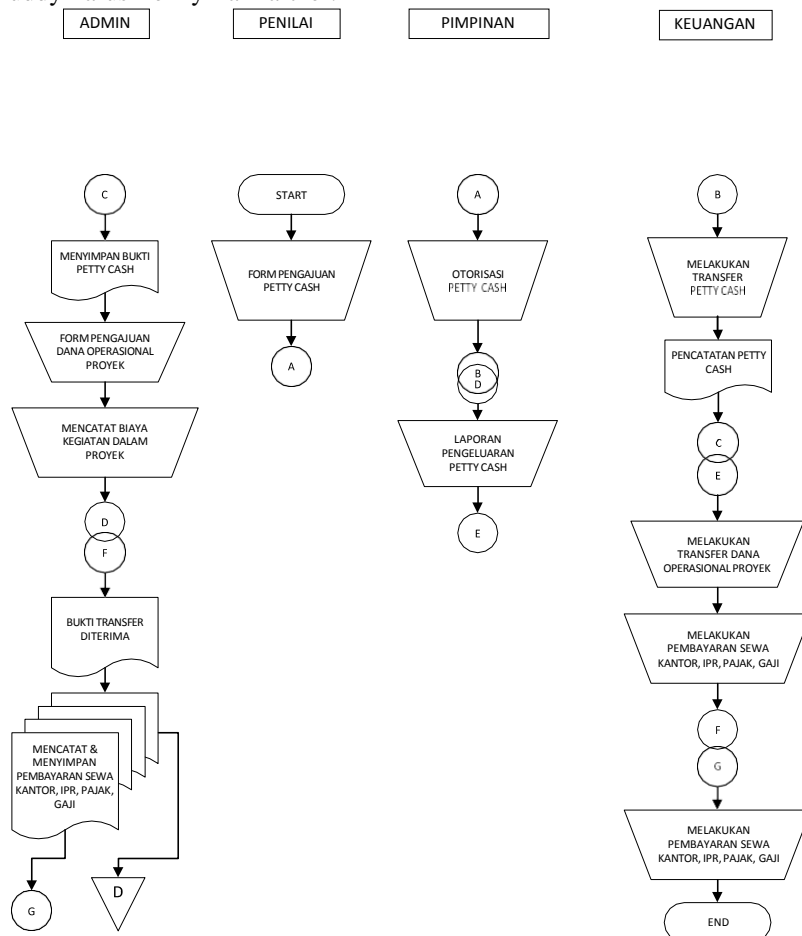 ADMIN
PENILAI
PIMPINAN
KEUANGAN
C
MENYIMPAN BUKTI
PETTY CASH
FORM PENGAJUAN
DANA OPERASIONAL
PROYEK
MENCATAT BIAYA
KEGIATAN DALAM
PROYEK
D
F
BUKTI TRANSFER
DITERIMA
MENCATAT &
MENYIMPAN
PEMBAYARAN SEWA
KANTOR, IPR, PAJAK,
GAJI
G
D
START
FORM PENGAJUAN
PETTY CASH
A
A
OTORISASI
PETTY CASH
B
D
LAPORAN
PENGELUARAN
PETTY CASH
E
B
MELAKUKAN
TRANSFER
PETTY CASH
PENCATATAN PETTY
CASH
C
E
MELAKUKAN
TRANSFER DANA
OPERASIONAL PROYEK
MELAKUKAN
PEMBAYARAN SEWA
KANTOR, IPR, PAJAK, GAJI
F
G
MELAKUKAN
PEMBAYARAN SEWA
KANTOR, IPR, PAJAK, GAJI
END